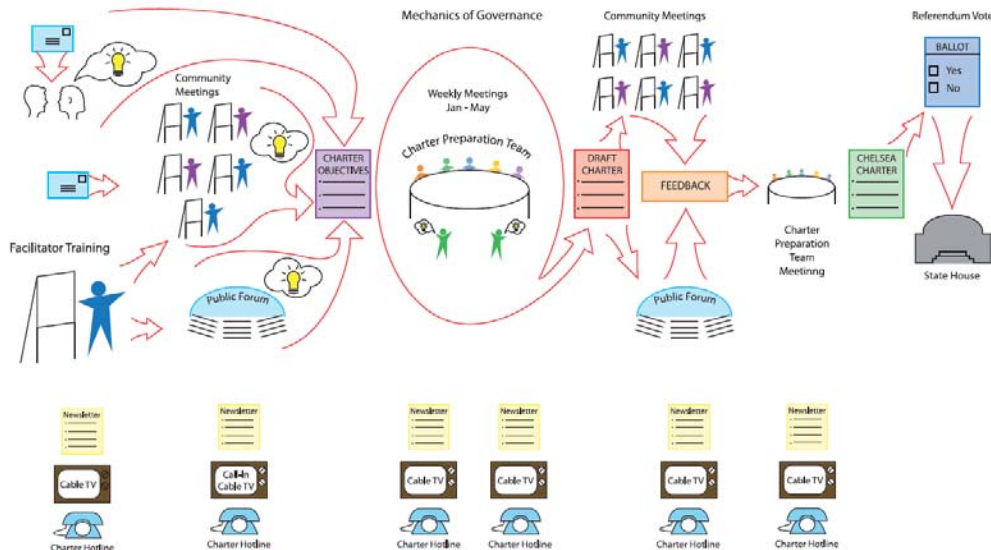 Mechanics of Governance
Community Meetings
Referendum Vote
BALLOT
Yes
No
Community
Meetings
Weekly Meetings
Jan - May
Charter Preparation Team
CHARTER
OBJECTIVES
DRAFT
CHARTER
FEEDBACK
CHELSEA
CHARTER
Facilitator Training
Public Forum
Public Forum
Charter
Preparation
Team
Meetinng
State House
Newsletter
Newsletter
Newsletter
Newsletter
Newsletter
Newsletter
Cable TV
Call-in
Cable TV
Cable TV
Cable TV
Cable TV
Cable TV
Charter Hotline
Charter Hotline
Charter Hotline
Charter Hotline
Charter Hotline
Charter Hotline